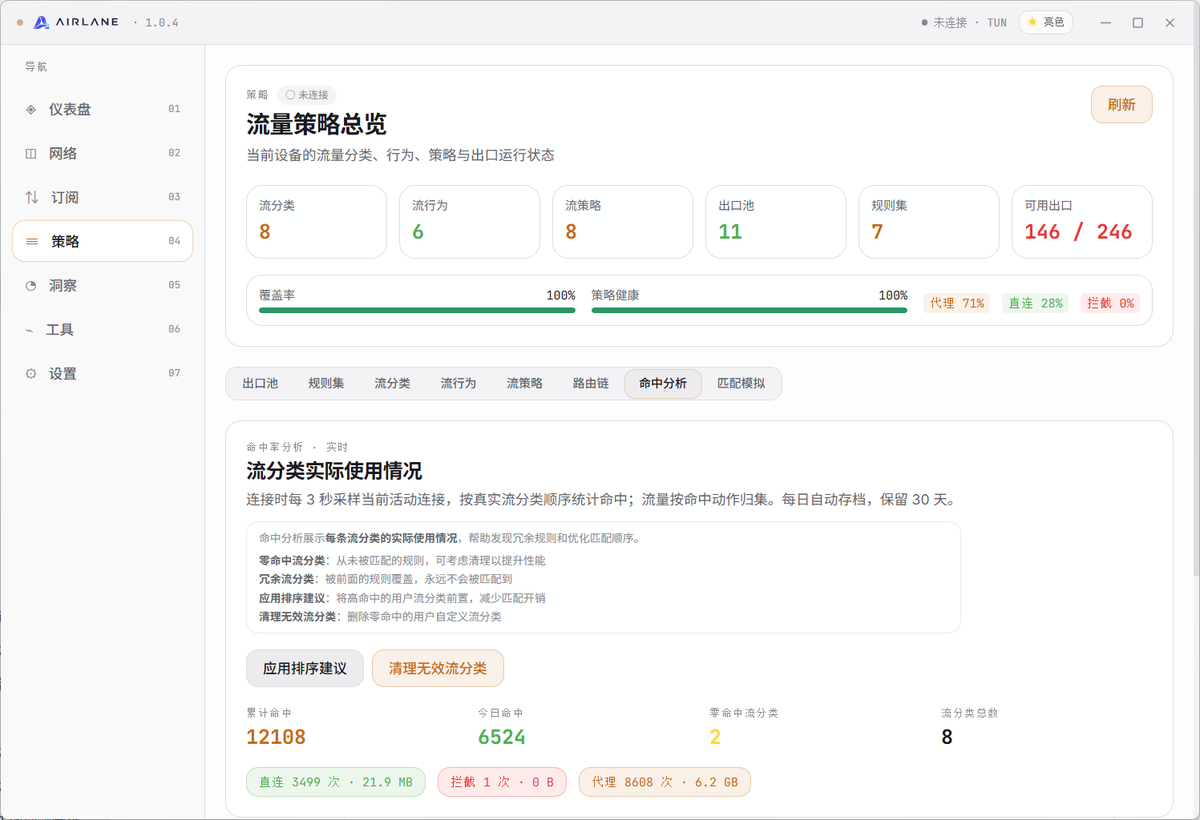 AIRLANE · 1.0.4
未连接 · TUN 亮色
导航
仪表盘 01
网络 02
订阅 03
策略 04
洞察 05
工具 06
设置 07
策略 未连接
流量策略总览
当前设备的流量分类、行为、策略与出口运行状态
刷新
流分类 流行为 流策略 出口池 规则集 可用出口
8 6 8 11 7 146 / 246
覆盖率 100% 策略健康 100% 代理 71% 直连 28% 拦截 0%
出口池 规则集 流分类 流行为 流策略 路由链 命中分析 匹配模拟
命中率分析 · 实时
流分类实际使用情况
连接时每 3 秒采样当前活动连接，按真实流分类顺序统计命中；流量按命中动作归集。每日自动存档，保留 30 天。
命中分析展示每条流分类的实际使用情况，帮助发现冗余规则和优化匹配顺序。
零命中流分类：从未被匹配的规则，可考虑清理以提升性能
冗余流分类：被前面的规则覆盖，永远不会被匹配到
应用排序建议：将高命中的用户流分类前置，减少匹配开销
清理无效流分类：删除零命中的用户自定义流分类
应用排序建议 清理无效流分类
累计命中 今日命中 零命中流分类 流分类总数
12108 6524 2 8
直连 3499 次 · 21.9 MB 拦截 1 次 · 0 B 代理 8608 次 · 6.2 GB